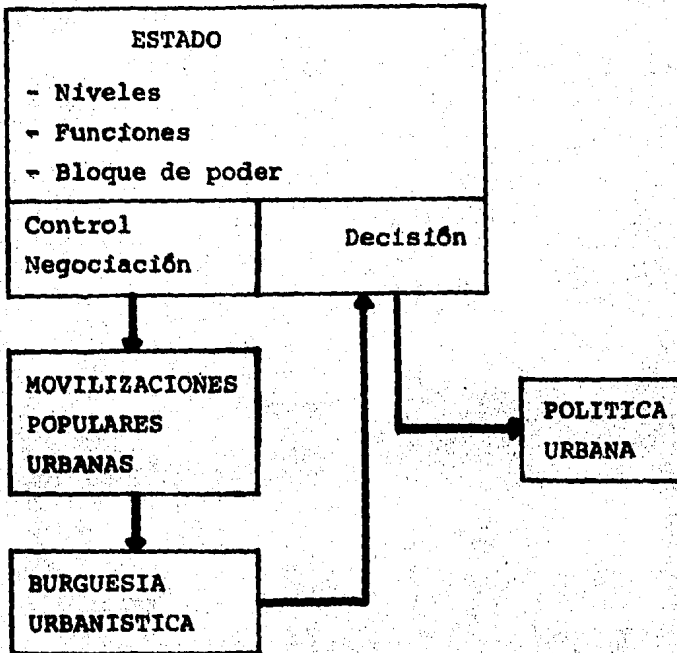 ESTADO
- Niveles
- Funciones
- Bloque de poder
Control
Negociación
Decisión
MOVILIZACIONES
POPULARES
URBANAS
POLITICA
URBANA
BURGUESIA
URBANISTICA